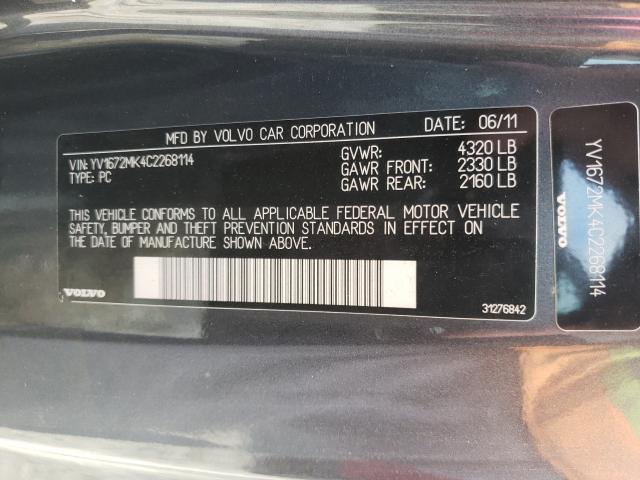 MFD BY VOLVO CAR CORPORATION DATE: 06/11
VIN: YV1672MK4C2268114
TYPE: PC
GVWR: 4320 LB
GAWR FRONT: 2330 LB
GAWR REAR: 2160 LB
THIS VEHICLE CONFORMS TO ALL APPLICABLE FEDERAL MOTOR VEHICLE
SAFETY, BUMPER AND THEFT PREVENTION STANDARDS IN EFFECT ON
THE DATE OF MANUFACTURE SHOWN ABOVE.
VOLVO
31276842
YV1672MK4C2268114
VOLVO